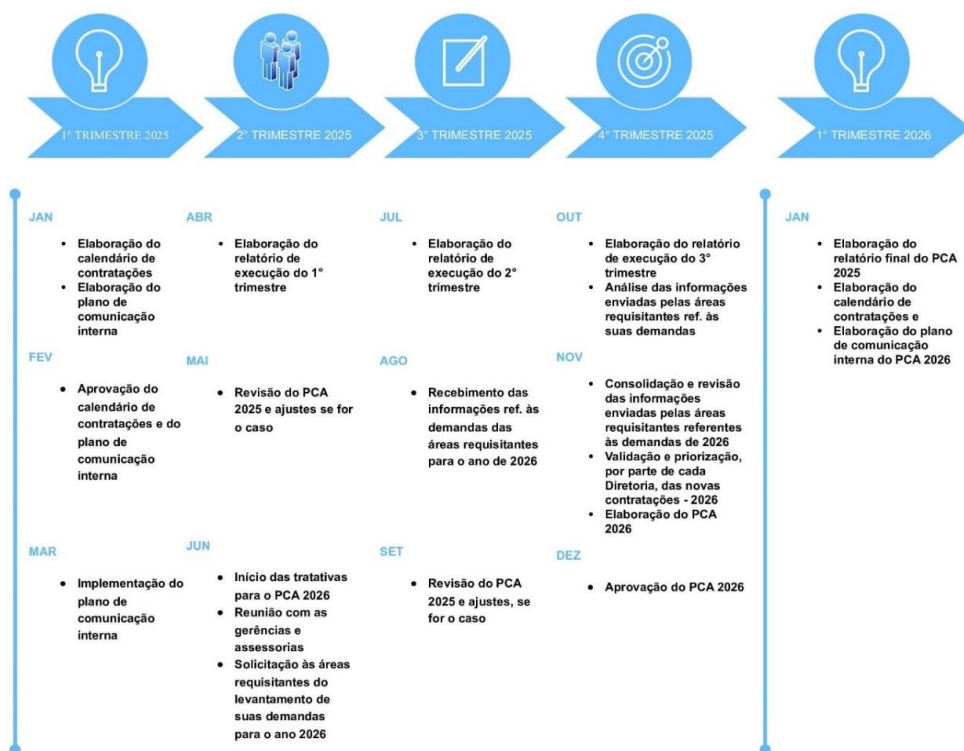 1° TRIMESTRE 2025
2° TRIMESTRE 2025
3° TRIMESTRE 2025
4° TRIMESTRE 2025
1° TRIMESTRE 2026
JAN
• Elaboração do
calendário de
contratações
• Elaboração do
plano de
comunicação
interna
FEV
• Aprovação do
calendário de
contratações e do
plano de
comunicação
interna
MAR
• Implementação do
plano de
comunicação
interna
ABR
• Elaboração do
relatório de
execução do 1°
trimestre
MAI
• Revisão do PCA
2025 e ajustes se for
o caso
JUN
• Início das tratativas
para o PCA 2026
• Reunião com as
gerências e
assessorias
• Solicitação às áreas
requisitantes do
levantamento de
suas demandas
para o ano 2026
JUL
• Elaboração do
relatório de
execução do 2°
trimestre
AGO
• Recebimento das
informações ref. às
demandas das
áreas requisitantes
para o ano de 2026
SET
• Revisão do PCA
2025 e ajustes, se
for o caso
OUT
• Elaboração do relatório
de execução do 3°
trimestre
• Análise das informações
enviadas pelas áreas
requisitantes ref. às
suas demandas
NOV
• Consolidação e revisão
das informações
enviadas pelas áreas
requisitantes referentes
às demandas de 2026
• Validação e priorização,
por parte de cada
Diretoria, das novas
contratações - 2026
• Elaboração do PCA
2026
DEZ
• Aprovação do PCA 2026
JAN
• Elaboração do
relatório final do PCA
2025
• Elaboração do
calendário de
contratações e
• Elaboração do plano
de comunicação
interna do PCA 2026